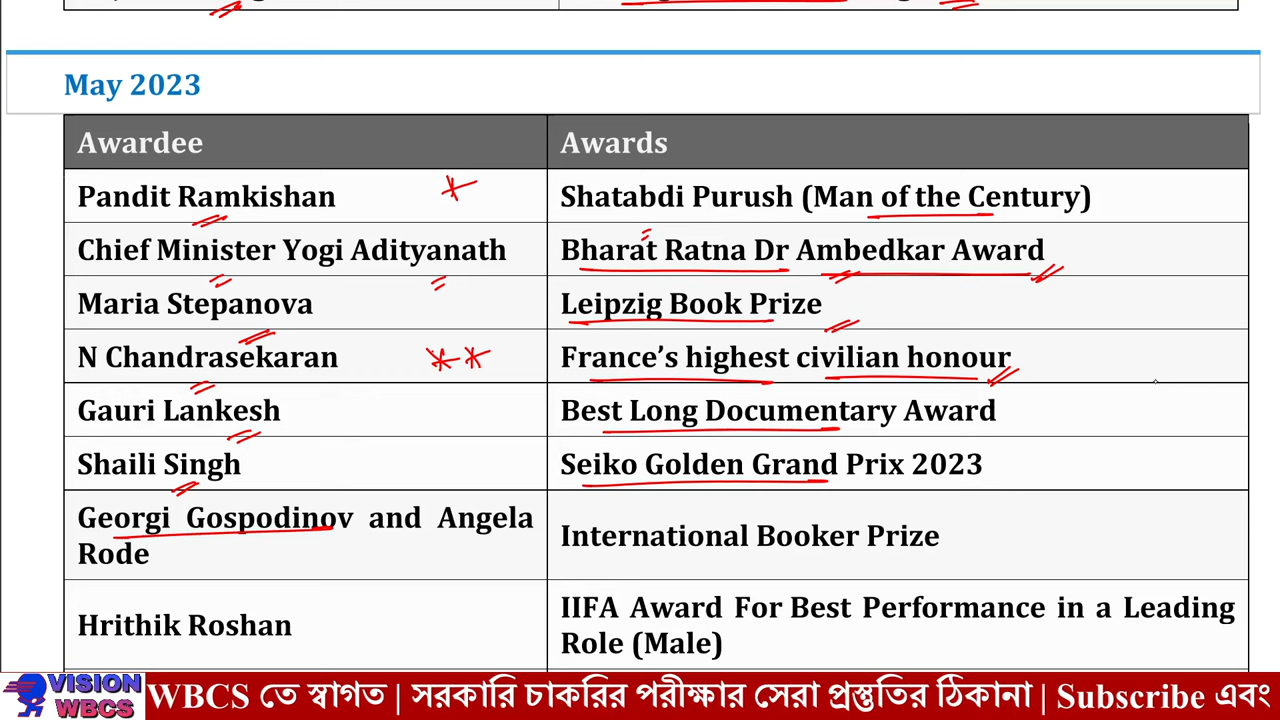 May 2023
Awardee Awards
Pandit Ramkishan Shatabdi Purush (Man of the Century)
Chief Minister Yogi Adityanath Bharat Ratna Dr Ambedkar Award
Maria Stepanova Leipzig Book Prize
N Chandrasekaran France’s highest civilian honour
Gauri Lankesh Best Long Documentary Award
Shaili Singh Seiko Golden Grand Prix 2023
Georgi Gospodinov and Angela
Rode
International Booker Prize
Hrithik Roshan
IIFA Award For Best Performance in a Leading
Role (Male)
VISION
WBCS
WBCS তে স্বাগত | সরকারি চাকরির পরীক্ষার সেরা প্রস্তুতির ঠিকানা | Subscribe এবং